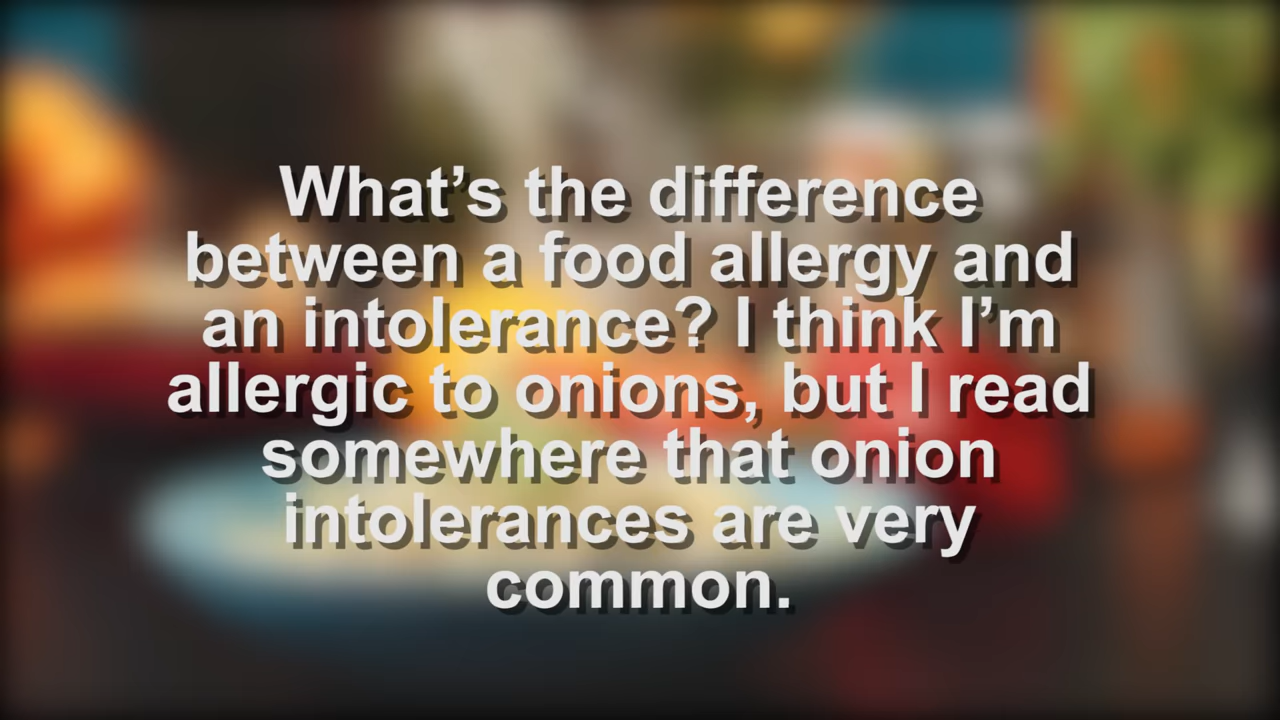 What’s the difference
between a food allergy and
an intolerance? I think I’m
allergic to onions, but I read
somewhere that onion
intolerances are very
common.